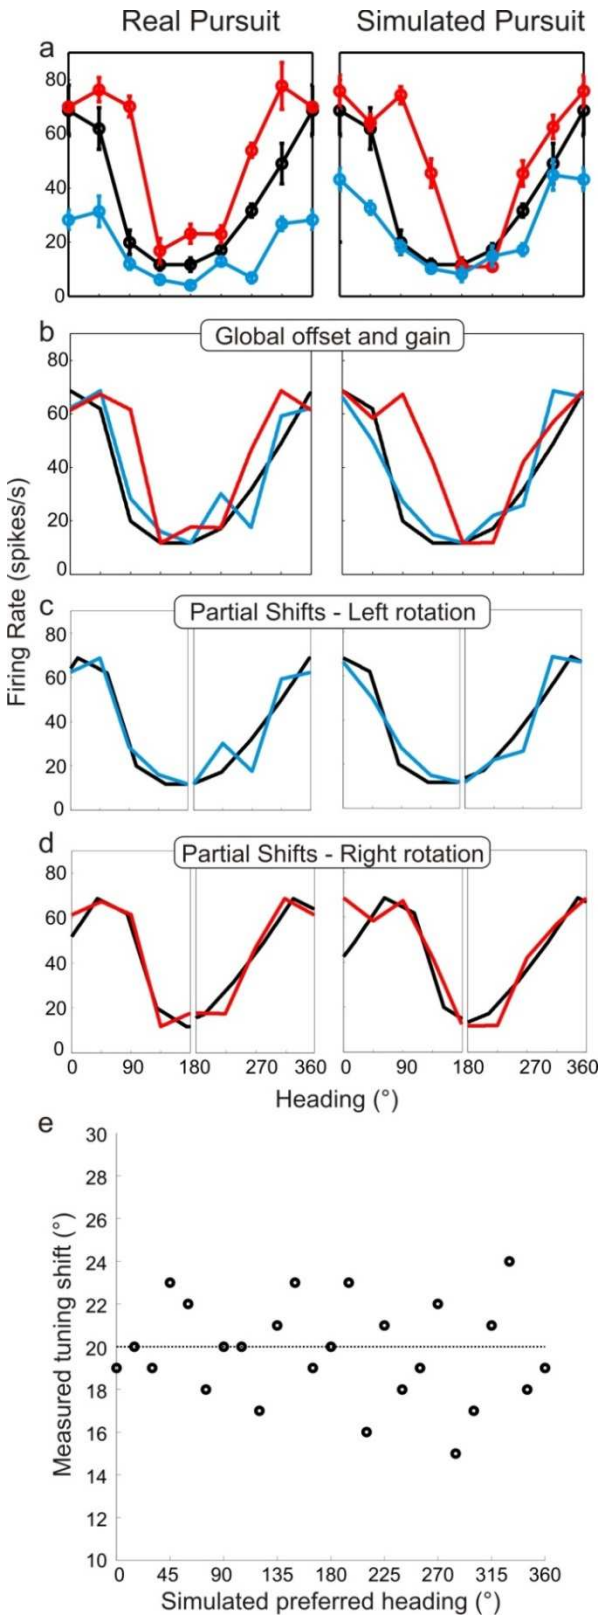 Real Pursuit Simulated Pursuit
a
80
60
40
20
0
b
Global offset and gain
80
60
40
20
0
Firing Rate (spikes/s)
c
Partial Shifts - Left rotation
80
60
40
20
0
d
Partial Shifts - Right rotation
80
60
40
20
0
0 90 180 270 360 0 90 180 270 360
Heading (°)
e
30
28
26
24
22
20
18
16
14
12
10
Measured tuning shift (°)
0 45 90 135 180 225 270 315 360
Simulated preferred heading (°)